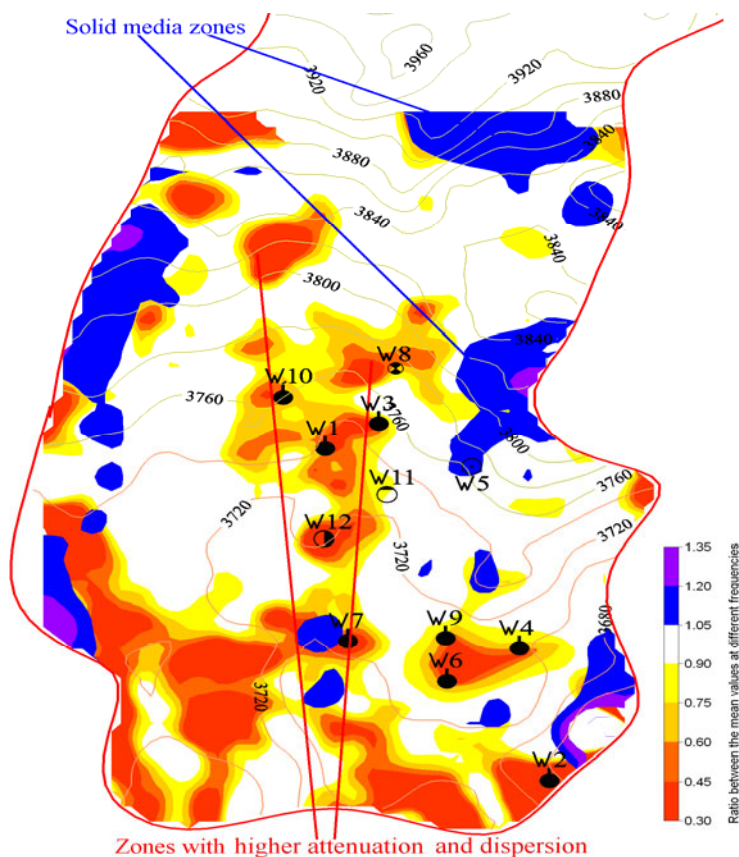 Solid media zones
3960
3920
3920
3880
3840
3880
3840
3840
3840
3800
3840
W8
W10
3760
W3
3760
W1
3800
W5
W11
3760
3720
W12
3720
3720
1.35
1.20
1.05
0.90
0.75
0.60
0.45
0.30
Ratio between the mean values at different frequencies
3680
W7
W9
W4
W6
3720
W2
Zones with higher attenuation and dispersion